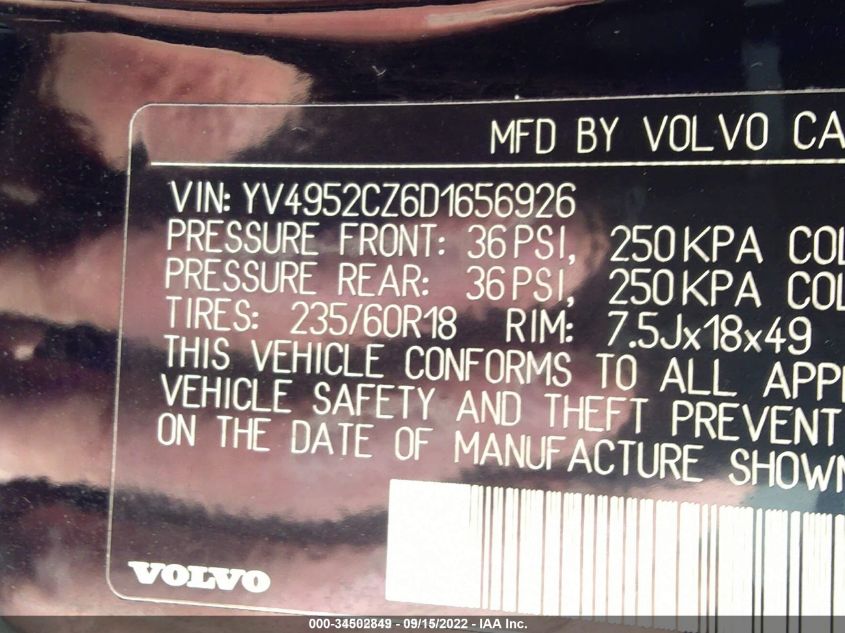 MFD BY VOLVO CA
VIN: YV4952CZ6D1656926
PRESSURE FRONT: 36 PSI, 250 KPA COL
PRESSURE REAR: 36 PSI, 250 KPA COL
TIRES: 235/60R18 RIM: 7.5Jx18x49
THIS VEHICLE CONFORMS TO ALL APPL
VEHICLE SAFETY AND THEFT PREVENT
ON THE DATE OF MANUFACTURE SHOWN
VOLVO
000-34502849 - 09/15/2022 - IAA Inc.